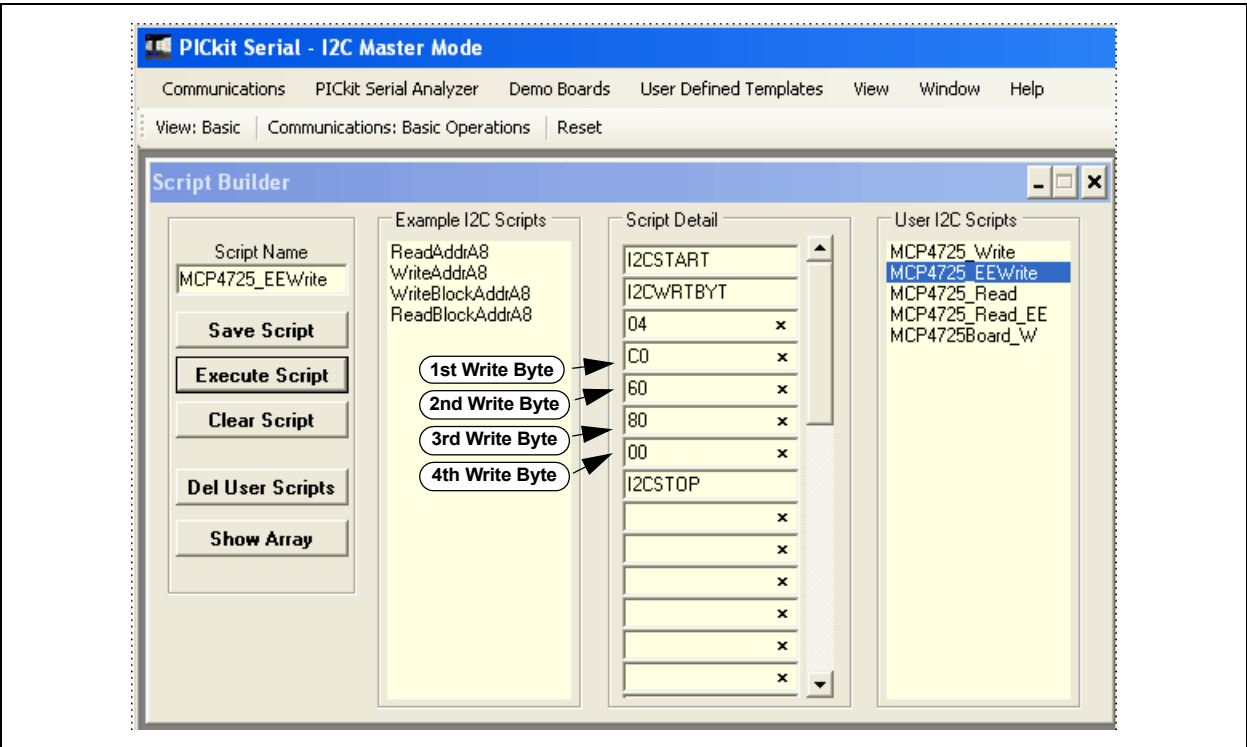 PICkit Serial - I2C Master Mode
Communications PICkit Serial Analyzer Demo Boards User Defined Templates View Window Help
View: Basic Communications: Basic Operations Reset
Script Builder
Script Name
MCP4725_EEWrite
Save Script
Execute Script
Clear Script
Del User Scripts
Show Array
Example I2C Scripts
ReadAddrA8
WriteAddrA8
WriteBlockAddrA8
ReadBlockAddrA8
1st Write Byte
2nd Write Byte
3rd Write Byte
4th Write Byte
Script Detail
I2CSTART
I2CWRTBYT
04 x
C0 x
60 x
80 x
00 x
I2CSTOP
x
x
x
x
x
x
User I2C Scripts
MCP4725_Write
MCP4725_EEWrite
MCP4725_Read
MCP4725_Read_EE
MCP4725Board_W